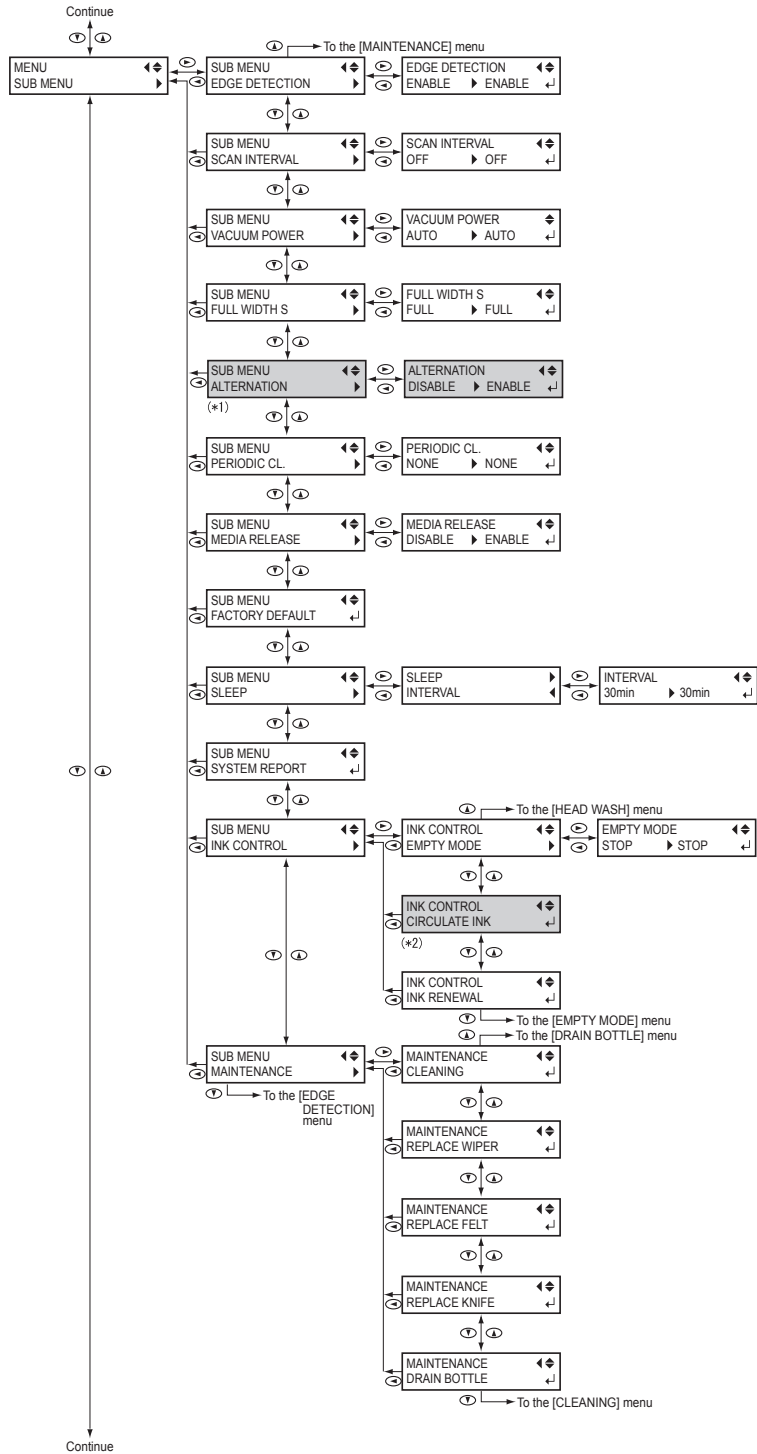 Continue
To the [MAINTENANCE] menu
MENU
SUB MENU
SUB MENU
EDGE DETECTION
EDGE DETECTION
ENABLE ENABLE
SUB MENU
SCAN INTERVAL
SCAN INTERVAL
OFF OFF
SUB MENU
VACUUM POWER
VACUUM POWER
AUTO AUTO
SUB MENU
FULL WIDTH S
FULL WIDTH S
FULL FULL
SUB MENU
ALTERNATION
ALTERNATION
DISABLE ENABLE
(*1)
SUB MENU
PERIODIC CL.
PERIODIC CL.
NONE NONE
SUB MENU
MEDIA RELEASE
MEDIA RELEASE
DISABLE ENABLE
SUB MENU
FACTORY DEFAULT
SUB MENU
SLEEP
SLEEP
INTERVAL
INTERVAL
30min 30min
SUB MENU
SYSTEM REPORT
To the [HEAD WASH] menu
SUB MENU
INK CONTROL
INK CONTROL
EMPTY MODE
EMPTY MODE
STOP STOP
INK CONTROL
CIRCULATE INK
(*2)
INK CONTROL
INK RENEWAL
To the [EMPTY MODE] menu
To the [DRAIN BOTTLE] menu
SUB MENU
MAINTENANCE
MAINTENANCE
CLEANING
To the [EDGE
DETECTION]
menu
MAINTENANCE
REPLACE WIPER
MAINTENANCE
REPLACE FELT
MAINTENANCE
REPLACE KNIFE
MAINTENANCE
DRAIN BOTTLE
To the [CLEANING] menu
Continue